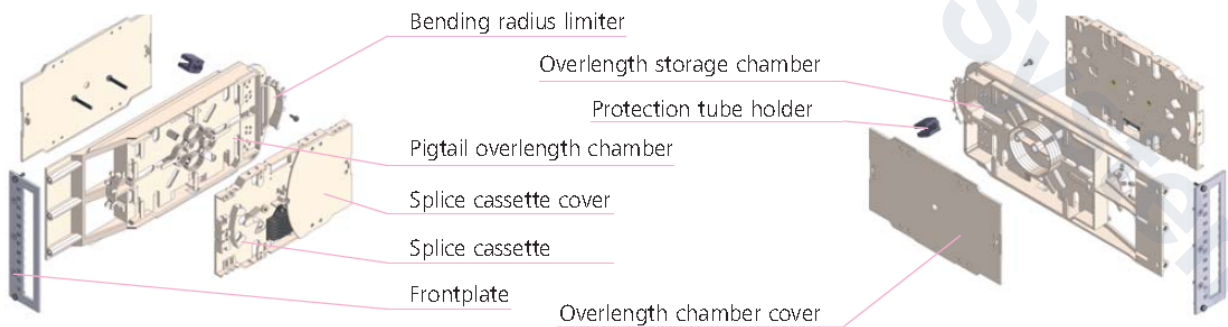 Bending radius limiter
Overlength storage chamber
Protection tube holder
Pigtail overlength chamber
Splice cassette cover
Splice cassette
Frontplate
Overlength chamber cover